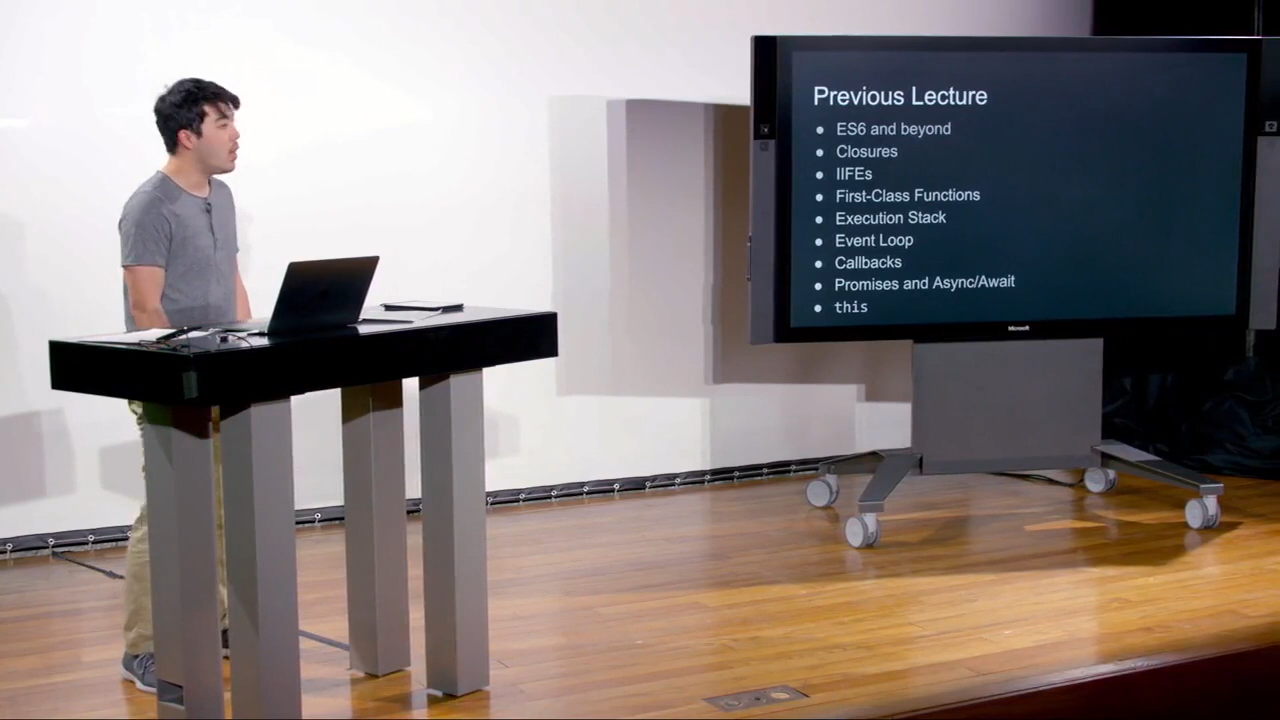 Previous Lecture
● ES6 and beyond
● Closures
● IIFEs
● First-Class Functions
● Execution Stack
● Event Loop
● Callbacks
● Promises and Async/Await
● this
Microsoft